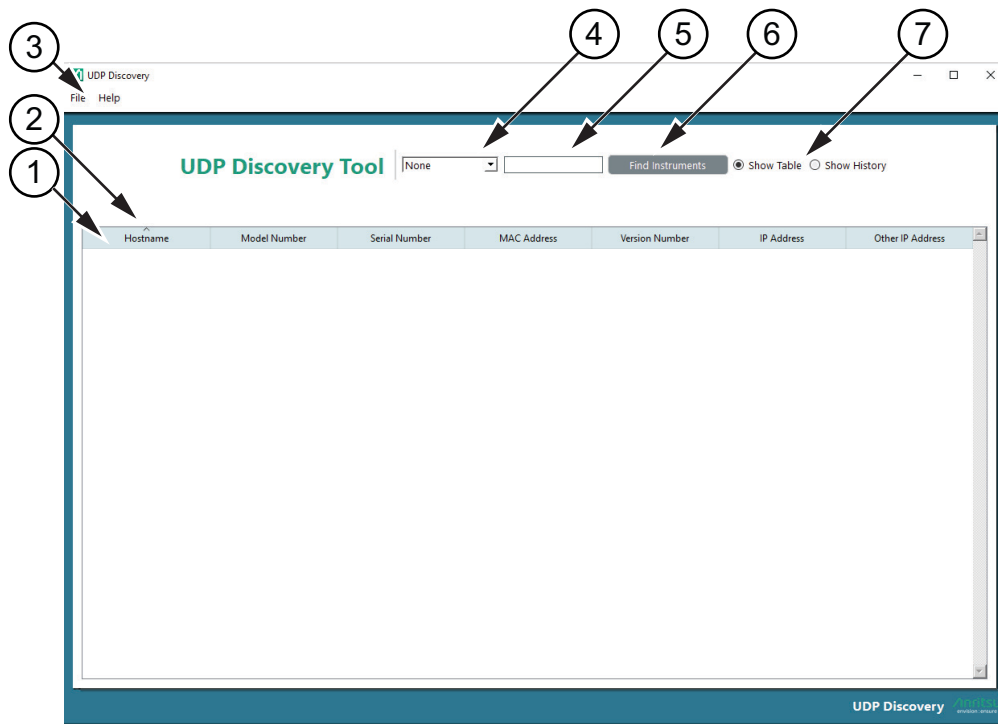 4 5 6 7
3
UDP Discovery
File Help
2
UDP Discovery Tool None Find Instruments Show Table Show History
1
Hostname Model Number Serial Number MAC Address Version Number IP Address Other IP Address
UDP Discovery